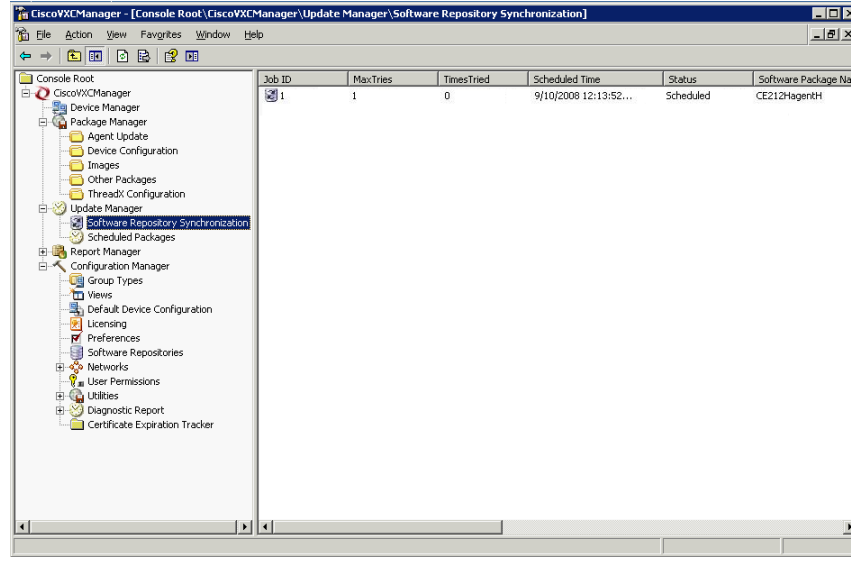 CiscoVXCManager - [Console Root\CiscoVXCManager\Update Manager\Software Repository Synchronization]
File Action View Favorites Window Help
Console Root
CiscoVXCManager
Device Manager
Package Manager
Agent Update
Device Configuration
Images
Other Packages
ThreadX Configuration
Update Manager
Software Repository Synchronization
Scheduled Packages
Report Manager
Configuration Manager
Group Types
Views
Default Device Configuration
Licensing
Preferences
Software Repositories
Networks
User Permissions
Utilities
Diagnostic Report
Certificate Expiration Tracker
Job ID MaxTries TimesTried Scheduled Time Status Software Package Na
1 1 0 9/10/2008 12:13:52... Scheduled CE212HagentH